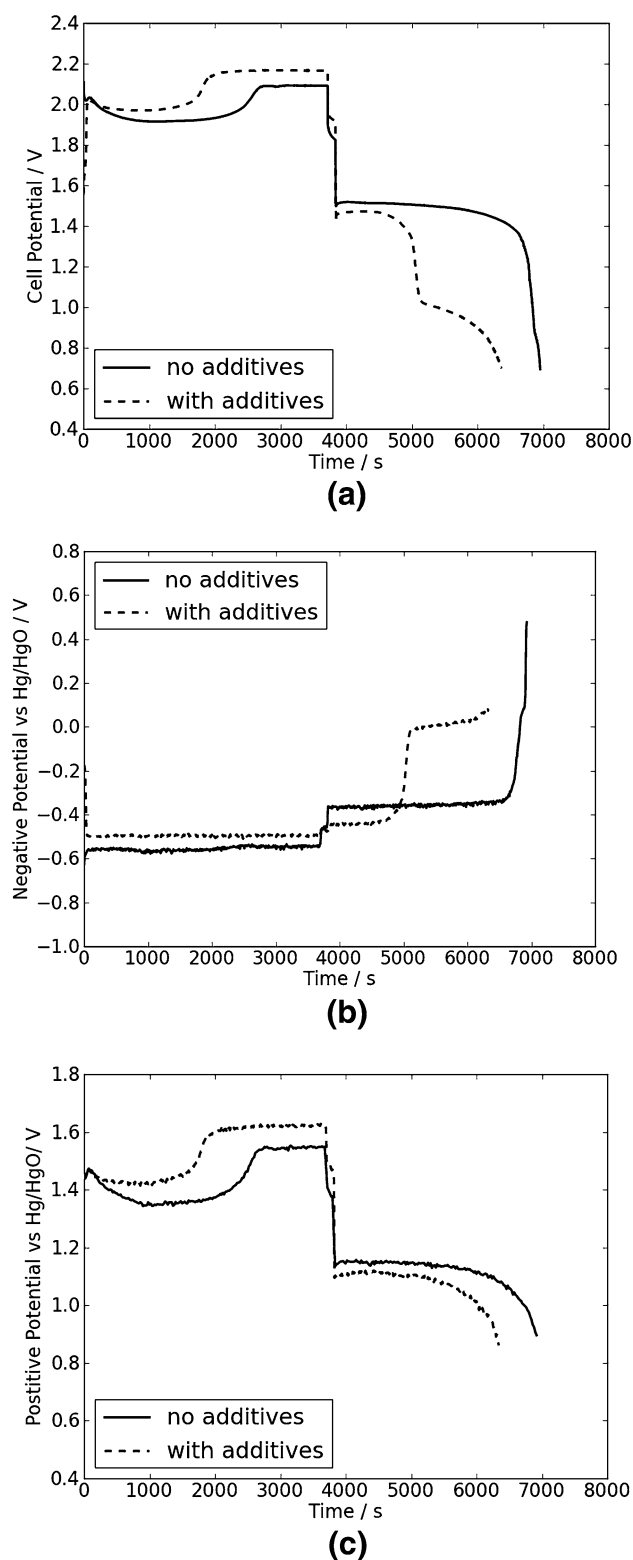 2.4
2.2
2.0
1.8
1.6
1.4
1.2
1.0
0.8
0.6
0.4
Cell Potential / V
no additives
with additives
0 1000 2000 3000 4000 5000 6000 7000 8000
Time / s
(a)
0.8
0.6
0.4
0.2
0.0
−0.2
−0.4
−0.6
−0.8
−1.0
Negative Potential vs Hg/HgO / V
no additives
with additives
0 1000 2000 3000 4000 5000 6000 7000 8000
Time / s
(b)
1.8
1.6
1.4
1.2
1.0
0.8
0.6
0.4
Postitive Potential vs Hg/HgO/ V
no additives
with additives
0 1000 2000 3000 4000 5000 6000 7000 8000
Time / s
(c)